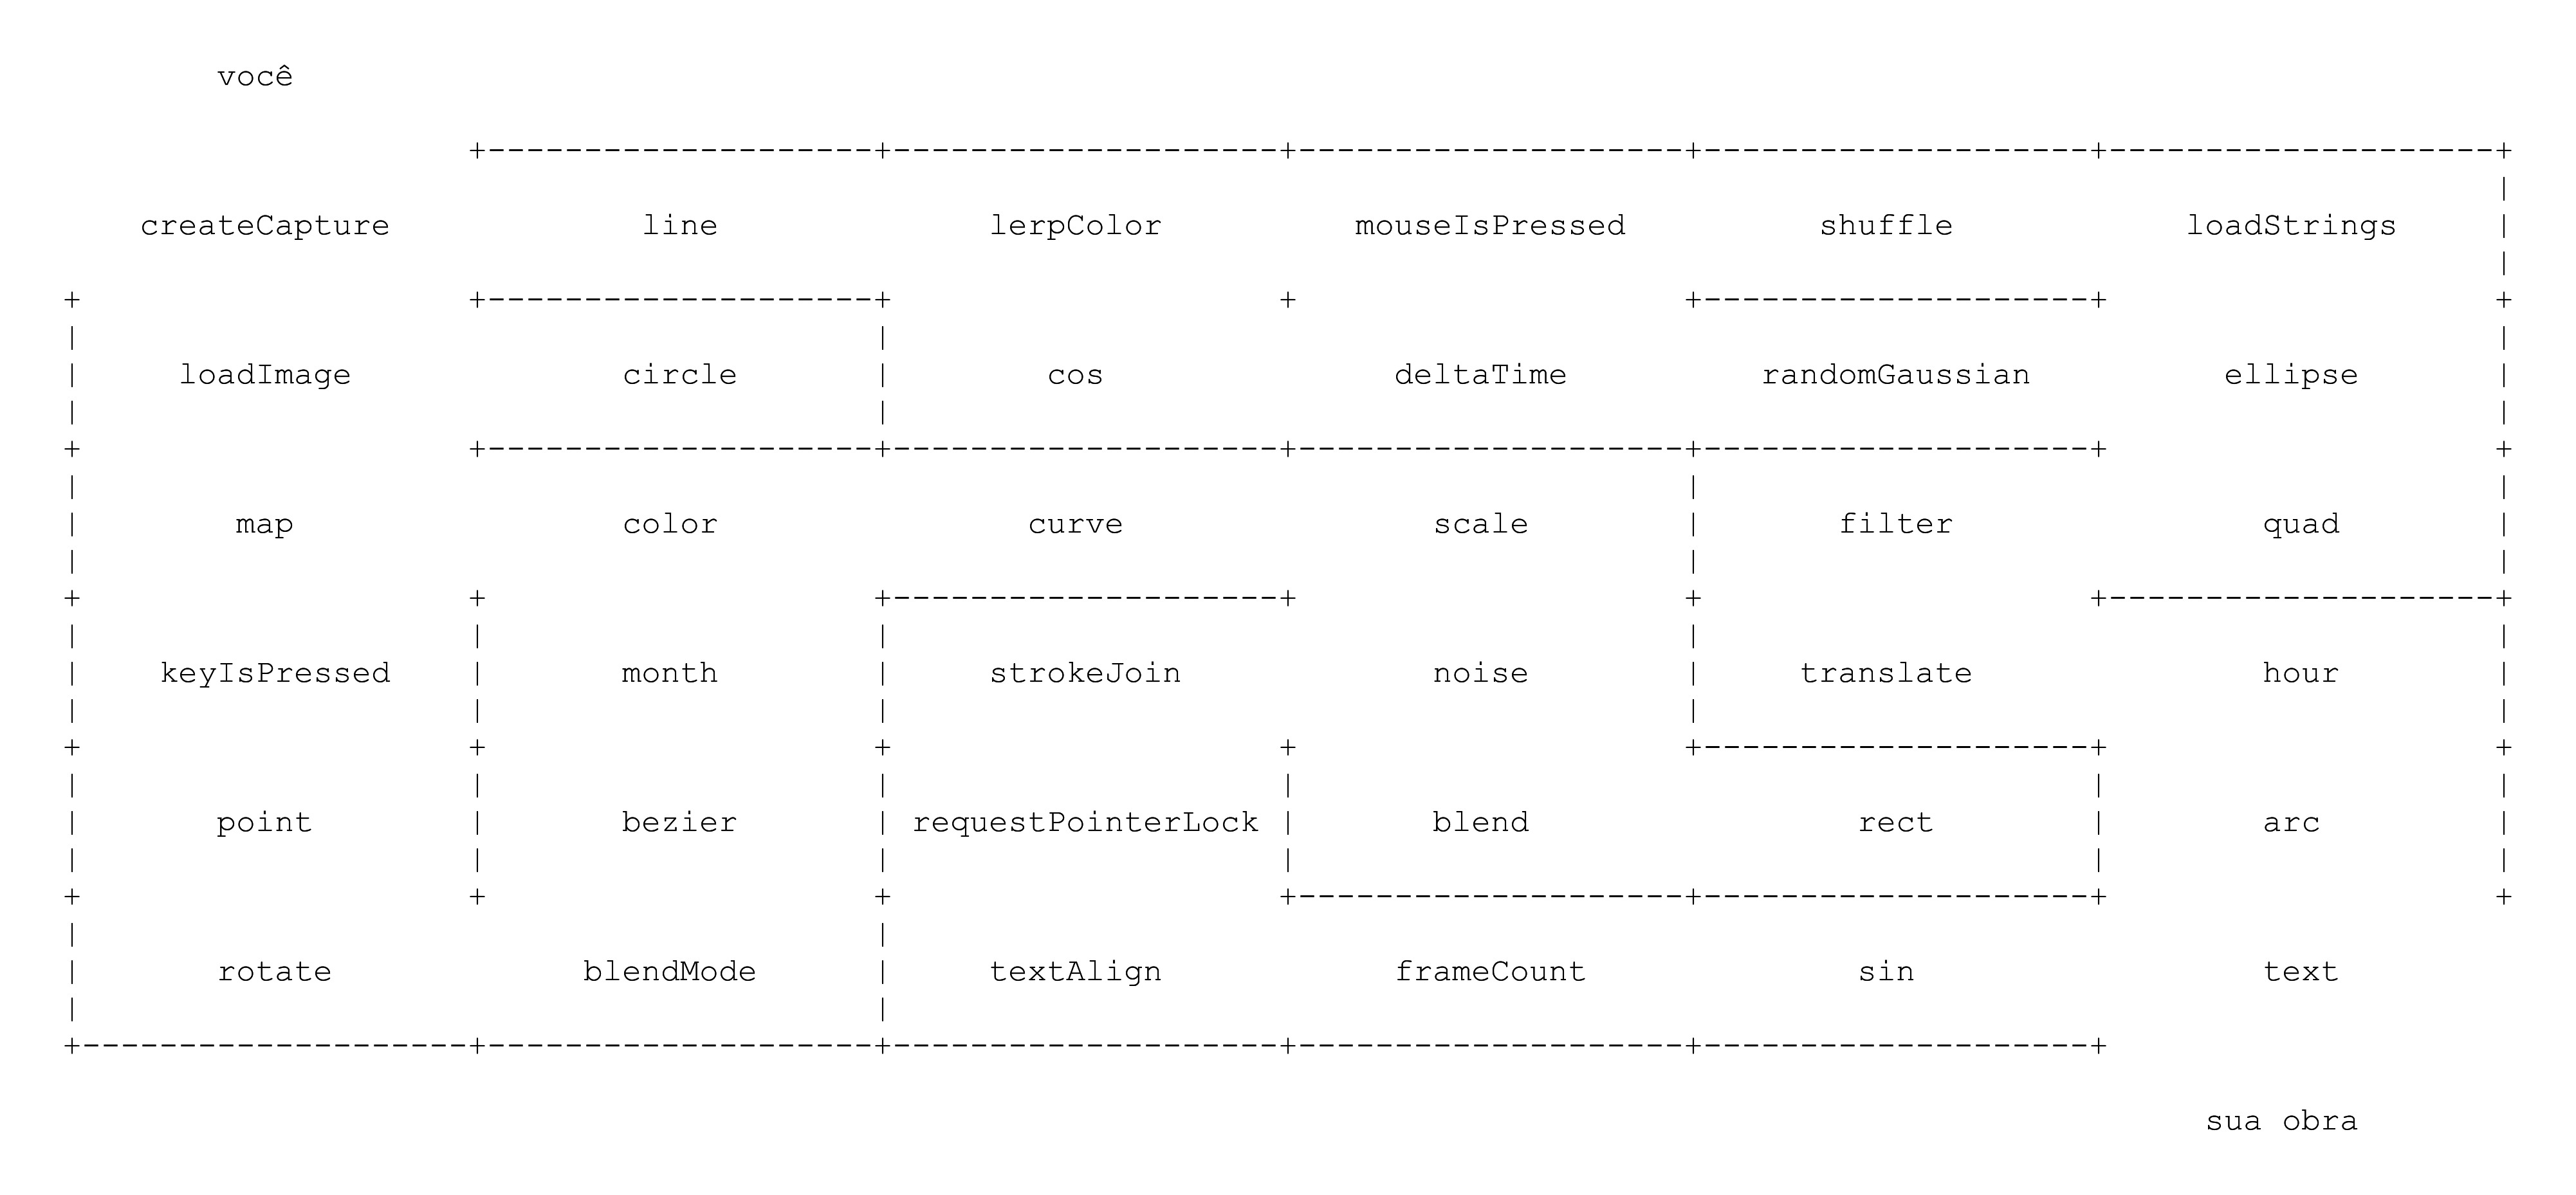 você
createCapture line lerpColor mouseIsPressed shuffle loadStrings
loadImage circle cos deltaTime randomGaussian ellipse
map color curve scale filter quad
keyIsPressed month strokeJoin noise translate hour
point bezier requestPointerLock blend rect arc
rotate blendMode textAlign frameCount sin text
sua obra